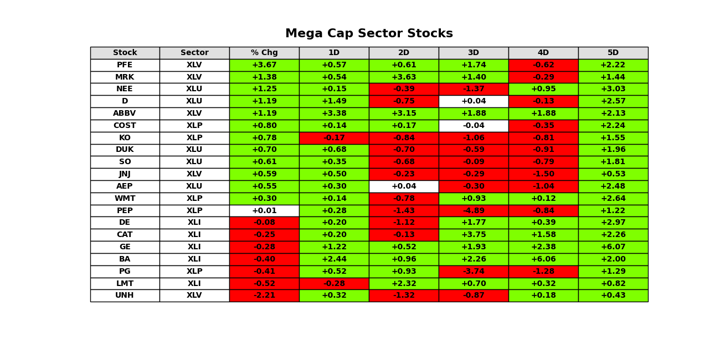 Mega Cap Sector Stocks
Stock Sector % Chg 1D 2D 3D 4D 5D
PFE XLV +3.67 +0.57 +0.61 +1.74 -0.62 +2.22
MRK XLV +1.38 +0.54 +3.63 +1.40 -0.29 +1.44
NEE XLU +1.25 +0.15 -0.39 -1.37 +0.95 +3.03
D XLU +1.19 +1.49 -0.75 +0.04 -0.13 +2.57
ABBV XLV +1.19 +3.38 +3.15 +1.88 +1.88 +2.13
COST XLP +0.80 +0.14 +0.17 -0.04 -0.35 +2.24
KO XLP +0.78 -0.17 -0.84 -1.06 -0.81 +1.55
DUK XLU +0.70 +0.68 -0.70 -0.59 -0.91 +1.96
SO XLU +0.61 +0.35 -0.68 -0.09 -0.79 +1.81
JNJ XLV +0.59 +0.50 -0.23 -0.29 -1.50 +0.53
AEP XLU +0.55 +0.30 +0.04 -0.30 -1.04 +2.48
WMT XLP +0.30 +0.14 -0.78 +0.93 +0.12 +2.64
PEP XLP +0.01 +0.28 -1.43 -4.89 -0.84 +1.22
DE XLI -0.08 +0.20 -1.12 +1.77 +0.39 +2.97
CAT XLI -0.25 +0.20 -0.13 +3.75 +1.58 +2.26
GE XLI -0.28 +1.22 +0.52 +1.93 +2.38 +6.07
BA XLI -0.40 +2.44 +0.96 +2.26 +6.06 +2.00
PG XLP -0.41 +0.52 +0.93 -3.74 -1.28 +1.29
LMT XLI -0.52 -0.28 +2.32 +0.70 +0.32 +0.82
UNH XLV -2.21 +0.32 -1.32 -0.87 +0.18 +0.43